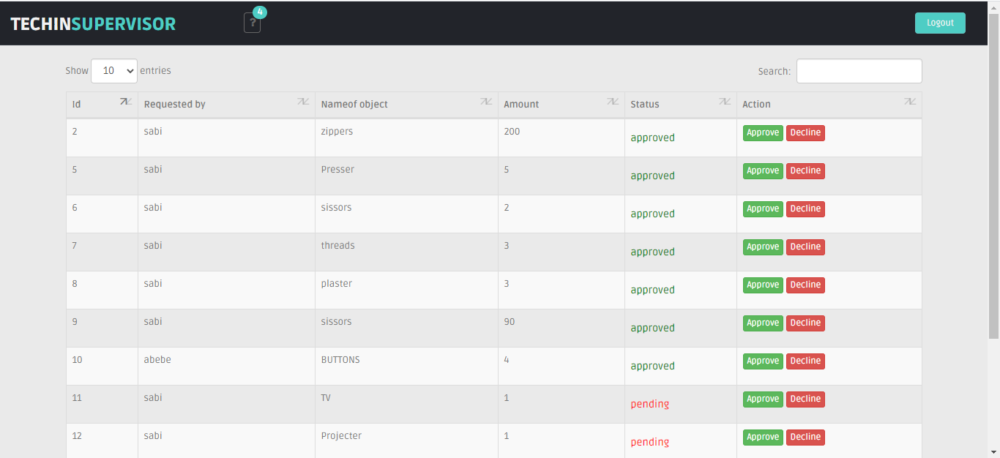 TECHINSUPERVISOR ? 4 Logout
Show 10 entries Search:
Id Requested by Nameof object Amount Status Action
2 sabi zippers 200 approved Approve Decline
5 sabi Presser 5 approved Approve Decline
6 sabi sissors 2 approved Approve Decline
7 sabi threads 3 approved Approve Decline
8 sabi plaster 3 approved Approve Decline
9 sabi sissors 90 approved Approve Decline
10 abebe BUTTONS 4 approved Approve Decline
11 sabi TV 1 pending Approve Decline
12 sabi Projecter 1 pending Approve Decline